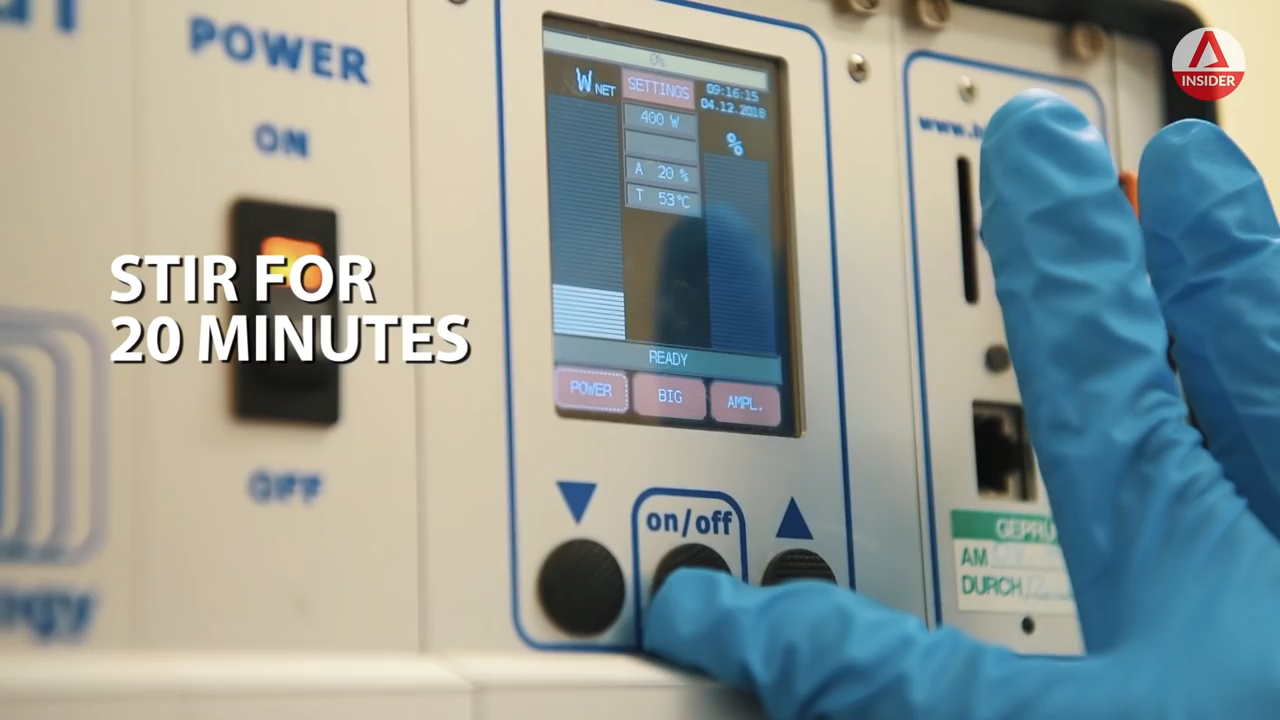 POWER
ON
OFF
STIR FOR
20 MINUTES
0%
W NET
SETTINGS
09:16:15
04.12.2018
400 W
%
A 20 %
T 53°C
READY
POWER
BIG
AMPL.
on/off
www.
AM
DURCH
INSIDER